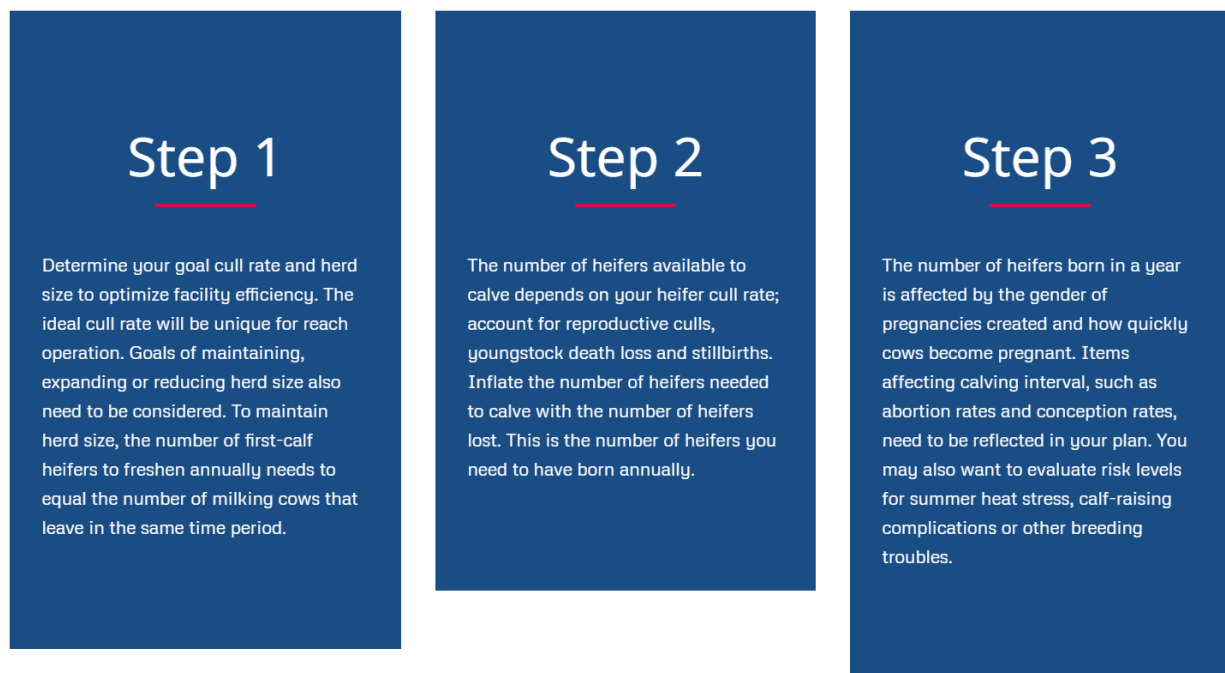 Step 1
Determine your goal cull rate and herd
size to optimize facility efficiency. The
ideal cull rate will be unique for reach
operation. Goals of maintaining,
expanding or reducing herd size also
need to be considered. To maintain
herd size, the number of first-calf
heifers to freshen annually needs to
equal the number of milking cows that
leave in the same time period.
Step 2
The number of heifers available to
calve depends on your heifer cull rate;
account for reproductive culls,
youngstock death loss and stillbirths.
Inflate the number of heifers needed
to calve with the number of heifers
lost. This is the number of heifers you
need to have born annually.
Step 3
The number of heifers born in a year
is affected by the gender of
pregnancies created and how quickly
cows become pregnant. Items
affecting calving interval, such as
abortion rates and conception rates,
need to be reflected in your plan. You
may also want to evaluate risk levels
for summer heat stress, calf-raising
complications or other breeding
troubles.